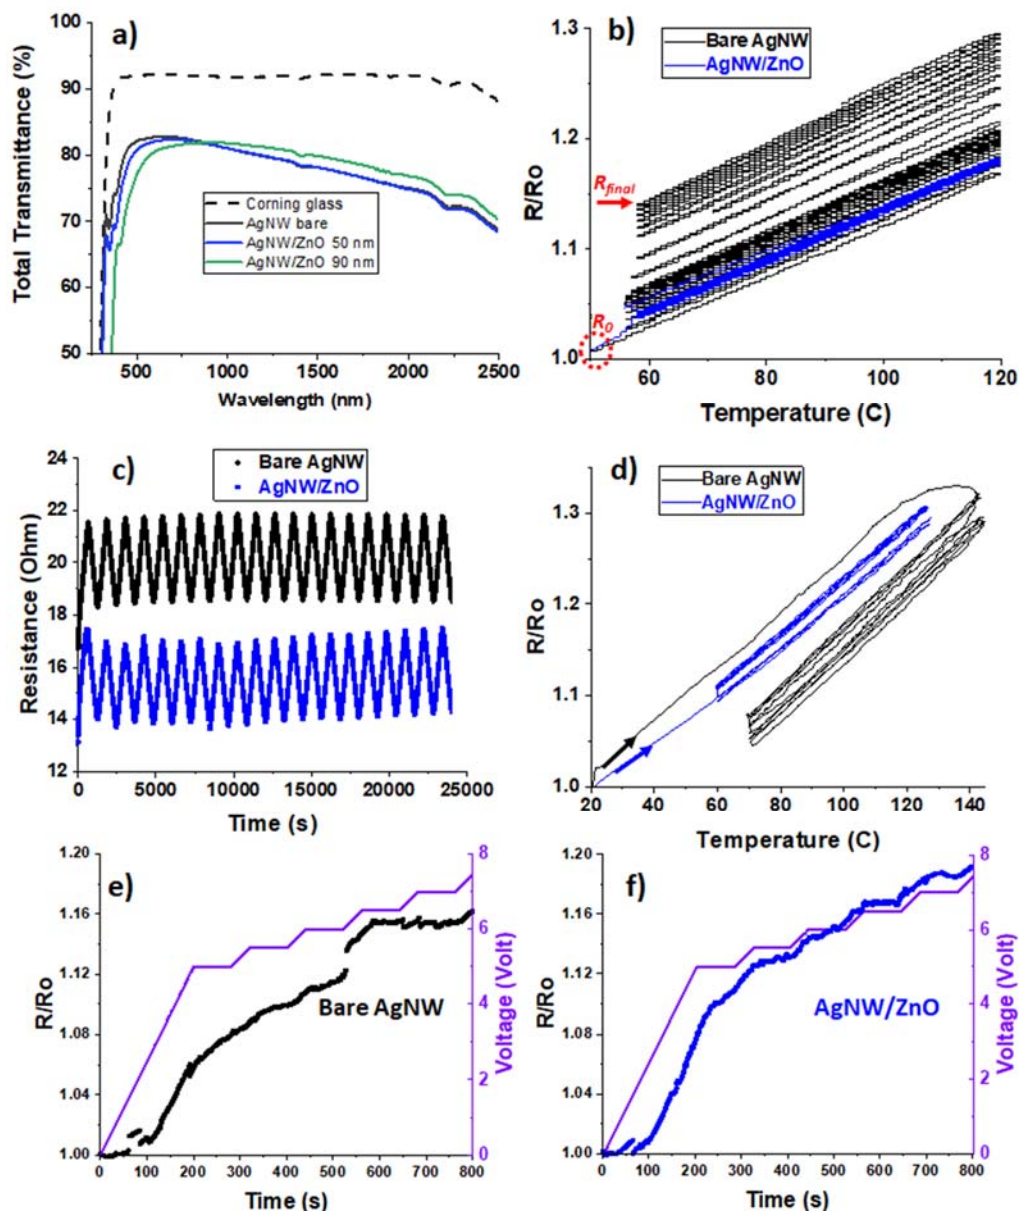 a)
Total Transmittance (%)
100
90
80
70
60
50
Corning glass
AgNW bare
AgNW/ZnO 50 nm
AgNW/ZnO 90 nm
500
1000
1500
2000
2500
Wavelength (nm)
b)
Bare AgNW
AgNW/ZnO
R/Ro
1.3
1.2
1.1
1.0
Rfinal
R0
60
80
100
120
Temperature (C)
c)
Bare AgNW
AgNW/ZnO
Resistance (Ohm)
24
22
20
18
16
14
12
0
5000
10000
15000
20000
25000
Time (s)
d)
Bare AgNW
AgNW/ZnO
R/Ro
1.3
1.2
1.1
1.0
20
40
60
80
100
120
140
Temperature (C)
e)
R/Ro
1.20
1.16
1.12
1.08
1.04
1.00
Bare AgNW
8
6
4
2
0
Voltage (Volt)
0
100
200
300
400
500
600
700
800
Time (s)
f)
R/Ro
1.20
1.16
1.12
1.08
1.04
1.00
AgNW/ZnO
8
6
4
2
0
Voltage (Volt)
0
100
200
300
400
500
600
700
800
Time (s)